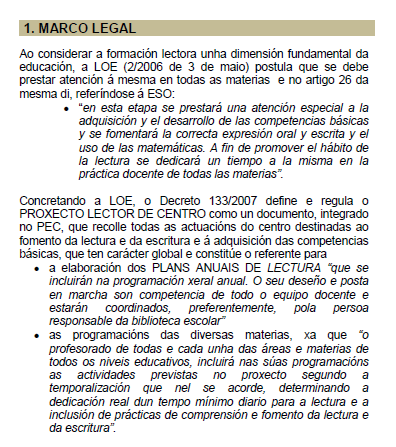 1. MARCO LEGAL
Ao considerar a formación lectora unha dimensión fundamental da
educación, a LOE (2/2006 de 3 de maio) postula que se debe
prestar atención á mesma en todas as materias e no artigo 26 da
mesma di, referíndose á ESO:
• "en esta etapa se prestará una atención especial a la
adquisición y el desarrollo de las competencias básicas
y se fomentará la correcta expresión oral y escrita y el
uso de las matemáticas. A fin de promover el hábito de
la lectura se dedicará un tiempo a la misma en la
práctica docente de todas las materias".
Concretando a LOE, o Decreto 133/2007 define e regula o
PROXECTO LECTOR DE CENTRO como un documento, integrado
no PEC, que recolle todas as actuacións do centro destinadas ao
fomento da lectura e da escritura e á adquisición das competencias
básicas, que ten carácter global e constitúe o referente para
• a elaboración dos PLANS ANUAIS DE LECTURA "que se
incluirán na programación xeral anual. O seu deseño e posta
en marcha son competencia de todo o equipo docente e
estarán coordinados, preferentemente, pola persoa
responsable da biblioteca escolar"
• as programacións das diversas materias, xa que "o
profesorado de todas e cada unha das áreas e materias de
todos os niveis educativos, incluirá nas súas programacións
as actividades previstas no proxecto segundo a
temporalización que nel se acorde, determinando a
dedicación real dun tempo mínimo diario para a lectura e a
inclusión de prácticas de comprensión e fomento da lectura e
da escritura".